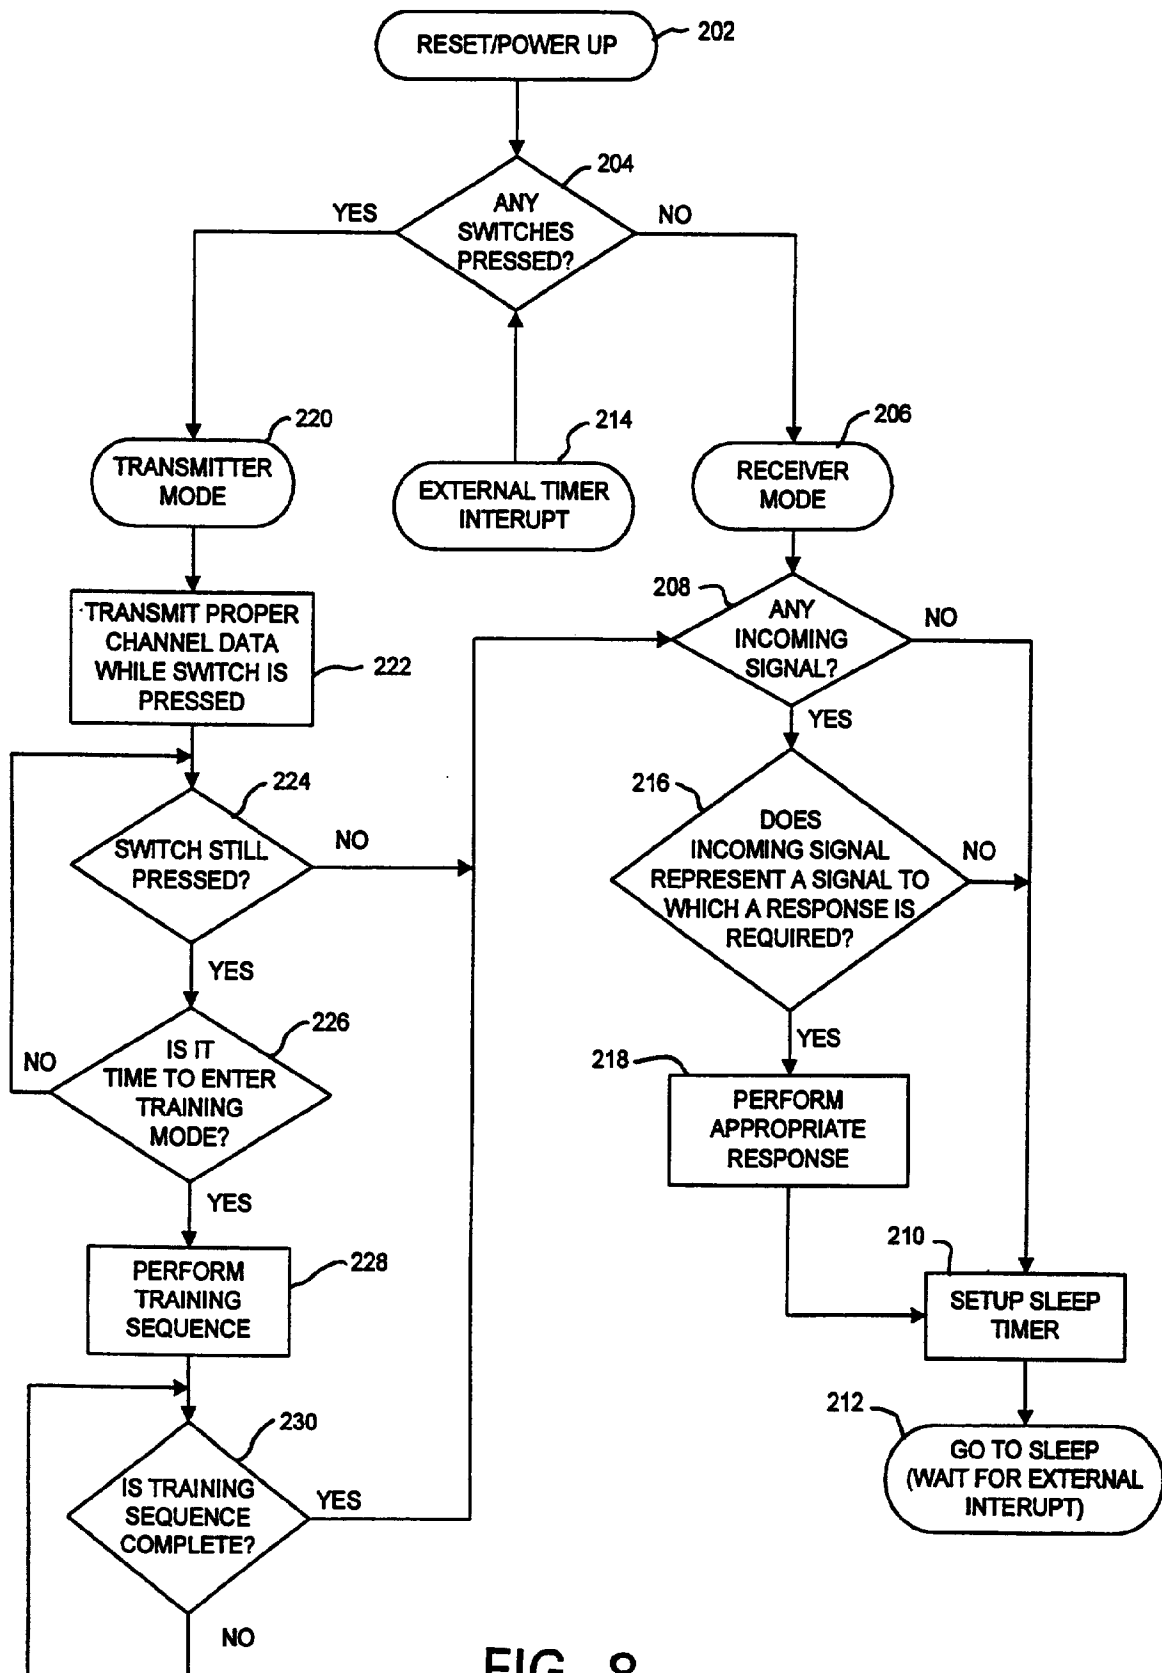 RESET/POWER UP
202
204
ANY
SWITCHES
PRESSED?
YES
NO
220
TRANSMITTER
MODE
214
EXTERNAL TIMER
INTERUPT
206
RECEIVER
MODE
TRANSMIT PROPER
CHANNEL DATA
WHILE SWITCH IS
PRESSED
222
208
ANY
INCOMING
SIGNAL?
NO
YES
224
SWITCH STILL
PRESSED?
NO
YES
216
DOES
INCOMING SIGNAL
REPRESENT A SIGNAL TO
WHICH A RESPONSE IS
REQUIRED?
NO
YES
226
IS IT
TIME TO ENTER
TRAINING
MODE?
NO
YES
218
PERFORM
APPROPRIATE
RESPONSE
PERFORM
TRAINING
SEQUENCE
228
210
SETUP SLEEP
TIMER
230
IS TRAINING
SEQUENCE
COMPLETE?
YES
NO
212
GO TO SLEEP
(WAIT FOR EXTERNAL
INTERUPT)
FIG. 8